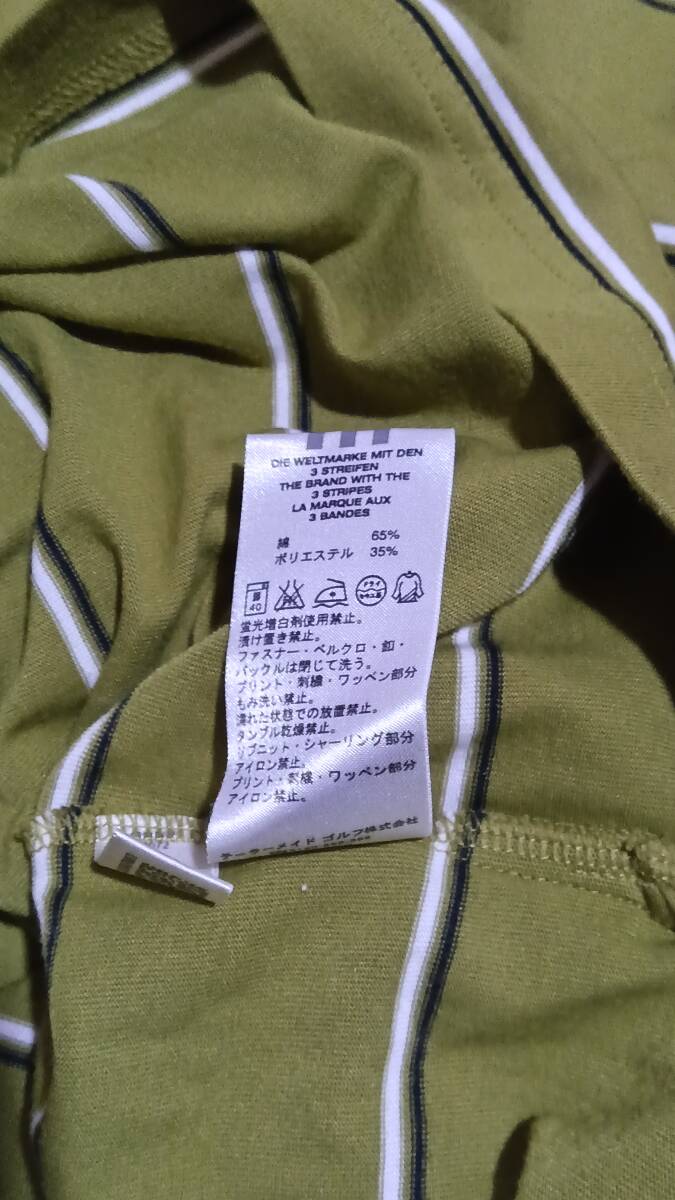 DIE WELTMARKE MIT DEN
3 STREIFEN
THE BRAND WITH THE
3 STRIPES
LA MARQUE AUX
3 BANDES
綿 65%
ポリエステル 35%
40
ドライ
蛍光増白剤使用禁止。
漬け置き禁止。
ファスナー・ベルクロ・釦・
バックルは閉じて洗う。
プリント・刺繍・ワッペン部分
もみ洗い禁止。
濡れた状態での放置禁止。
タンブル乾燥禁止。
リブニット・シャーリング部分
アイロン禁止。
プリント・刺繍・ワッペン部分
アイロン禁止。
テーラーメイド ゴルフ株式会社